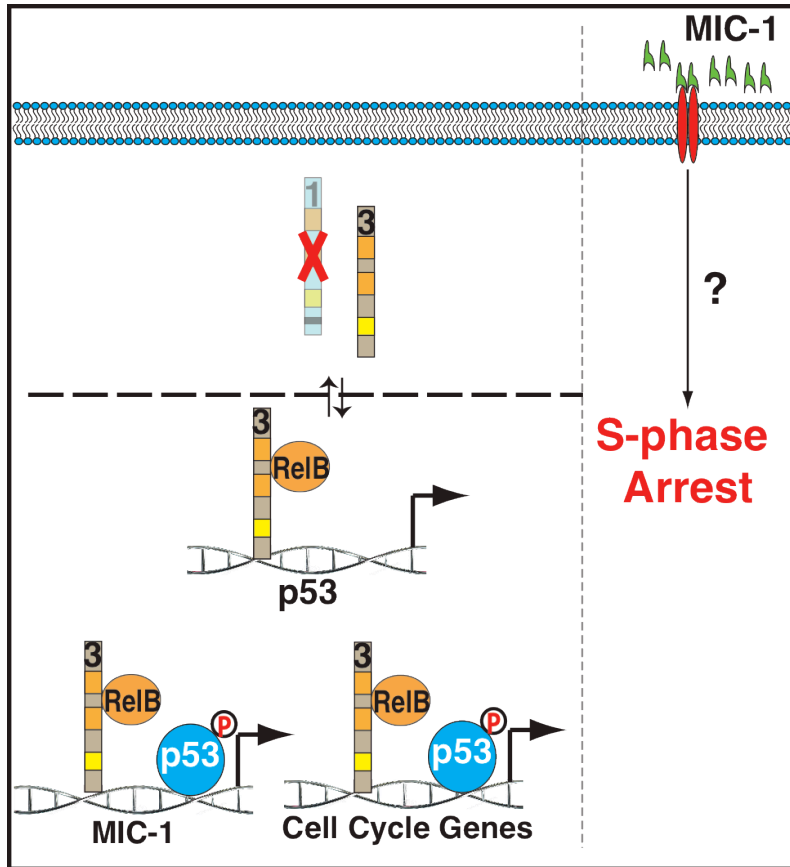 MIC-1
1
3
?
S-phase
Arrest
3
RelB
p53
3
RelB
P
p53
MIC-1
3
RelB
P
p53
Cell Cycle Genes